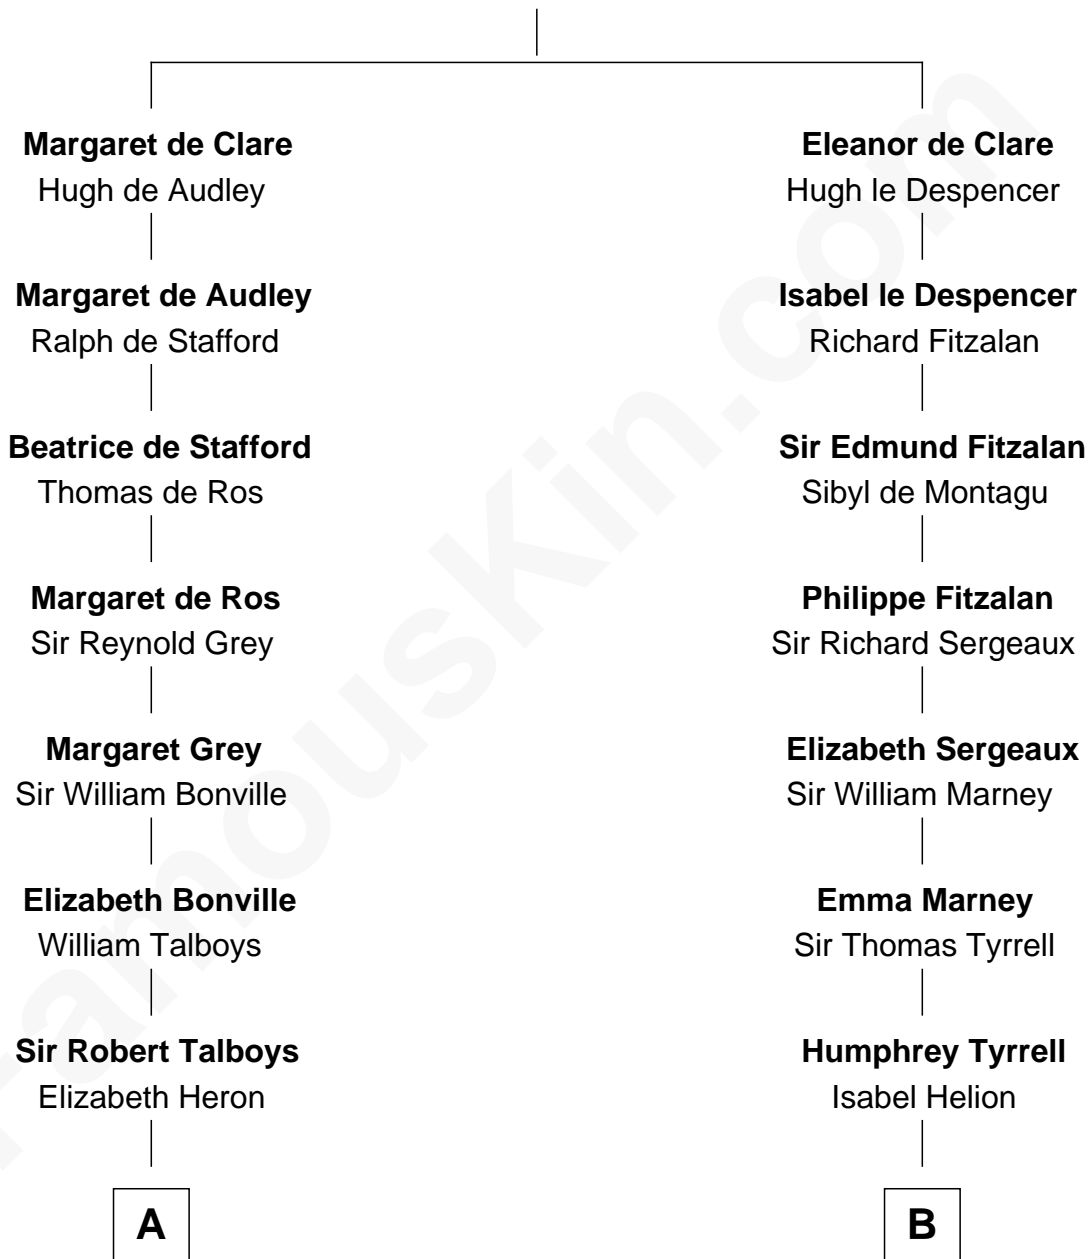 Margaret de Clare
Hugh de Audley
Margaret de Audley
Ralph de Stafford
Beatrice de Stafford
Thomas de Ros
Margaret de Ros
Sir Reynold Grey
Margaret Grey
Sir William Bonville
Elizabeth Bonville
William Talboys
Sir Robert Talboys
Elizabeth Heron
A
Eleanor de Clare
Hugh le Despencer
Isabel le Despencer
Richard Fitzalan
Sir Edmund Fitzalan
Sibyl de Montagu
Philippe Fitzalan
Sir Richard Sergeaux
Elizabeth Sergeaux
Sir William Marney
Emma Marney
Sir Thomas Tyrrell
Humphrey Tyrrell
Isabel Helion
B
FamousKin.com